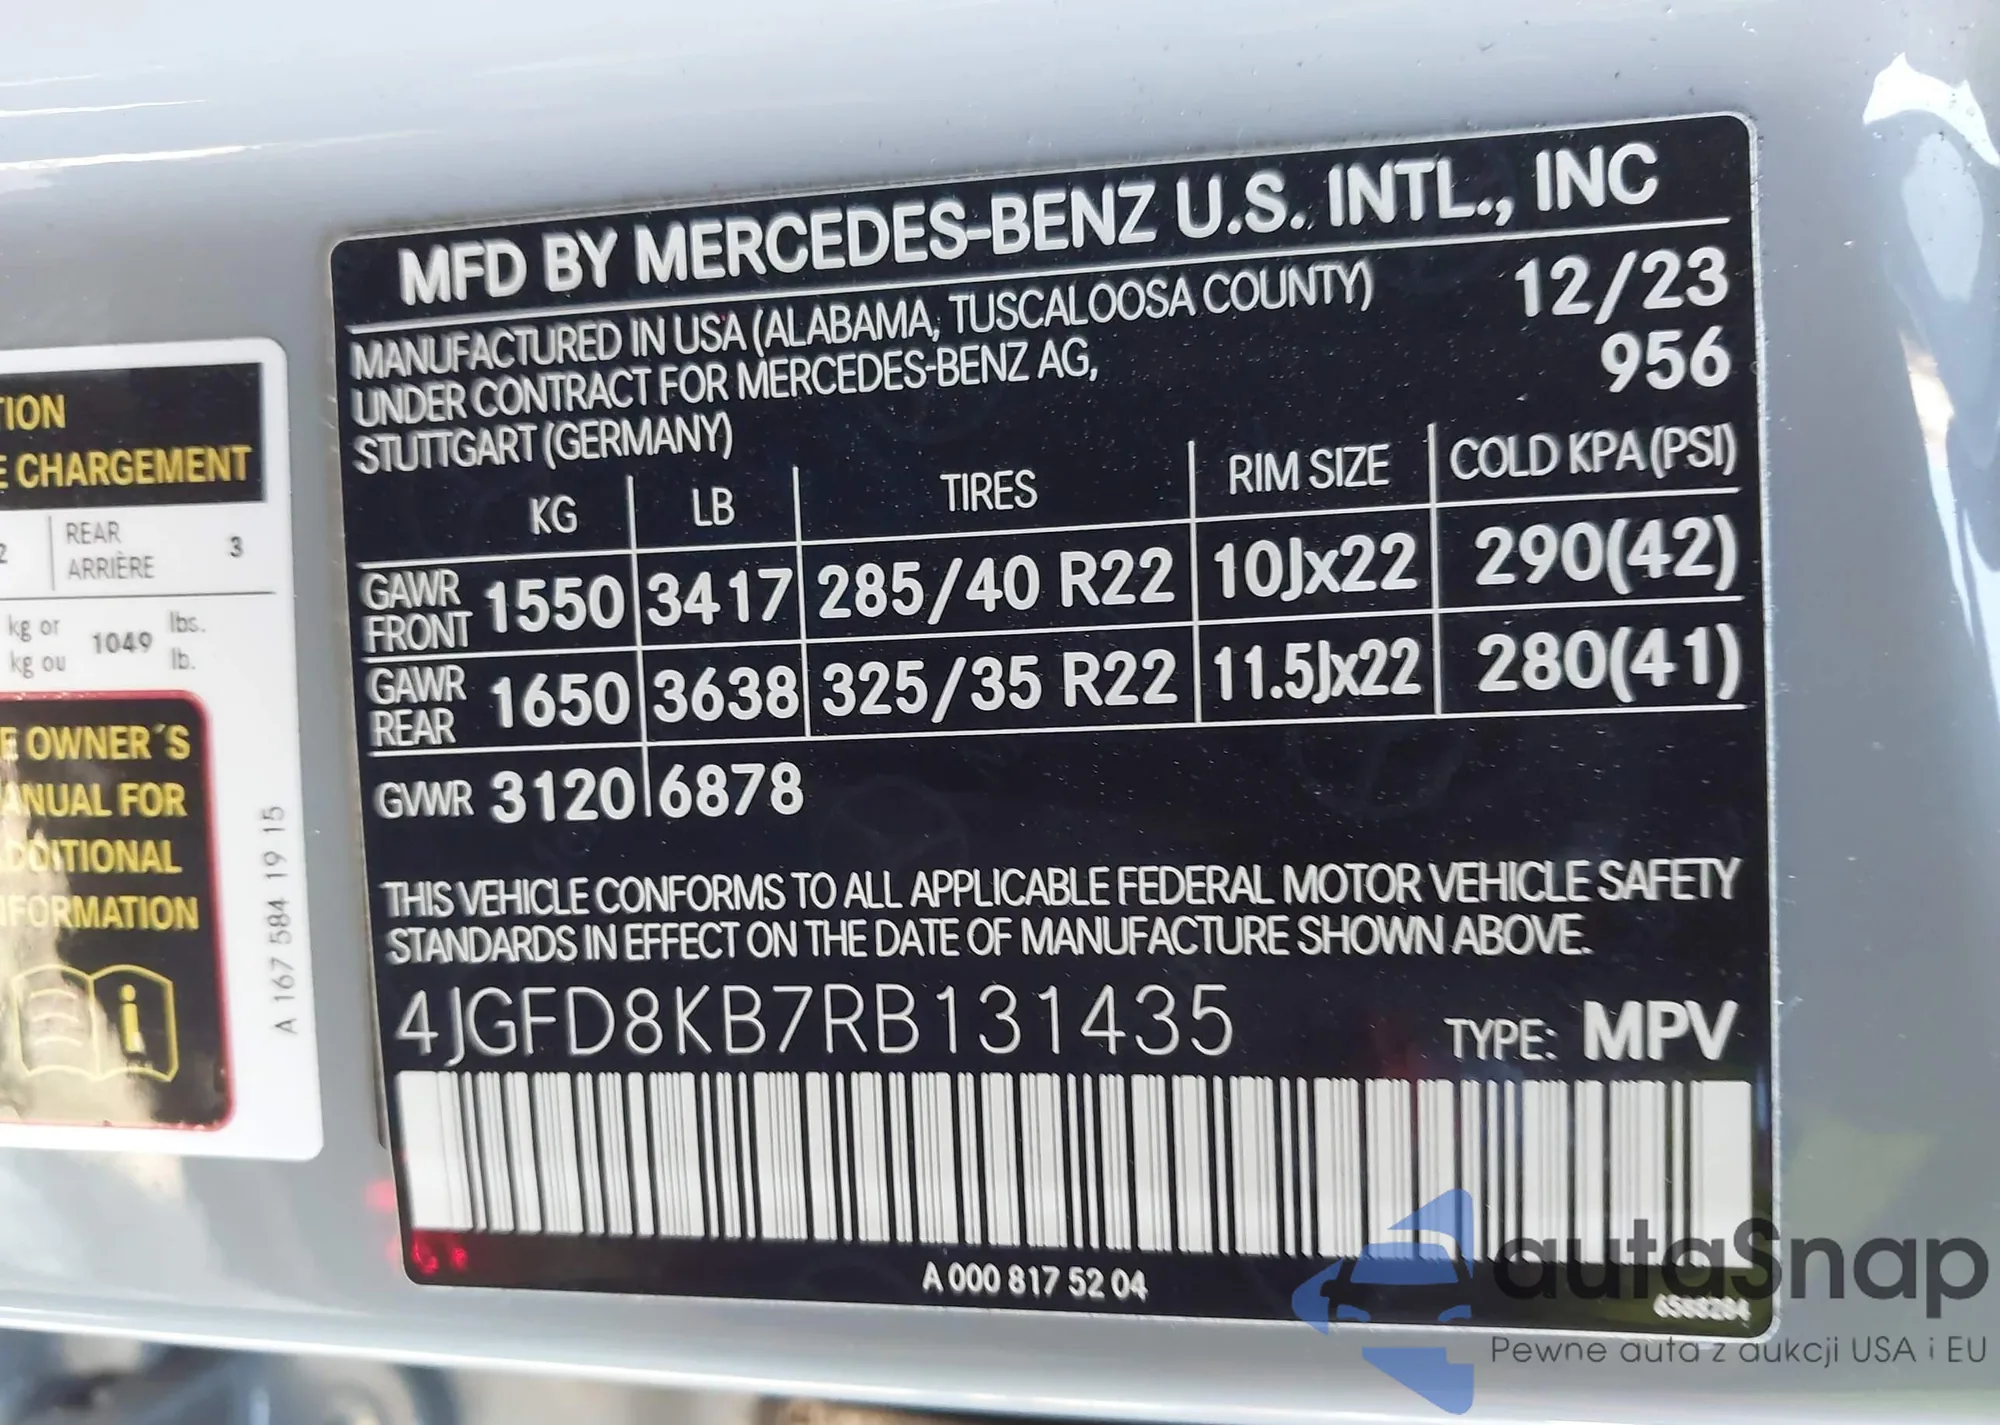 MFD BY MERCEDES-BENZ U.S. INTL., INC
MANUFACTURED IN USA (ALABAMA, TUSCALOOSA COUNTY) 12/23
UNDER CONTRACT FOR MERCEDES-BENZ AG, 956
STUTTGART (GERMANY)
KG LB TIRES RIM SIZE COLD KPA (PSI)
GAWR FRONT 1550 3417 285/40 R22 10Jx22 290(42)
GAWR REAR 1650 3638 325/35 R22 11.5Jx22 280(41)
GVWR 3120 6878
THIS VEHICLE CONFORMS TO ALL APPLICABLE FEDERAL MOTOR VEHICLE SAFETY
STANDARDS IN EFFECT ON THE DATE OF MANUFACTURE SHOWN ABOVE.
4JGFD8KB7RB131435 TYPE: MPV
A 000 817 52 04
TION
E CHARGEMENT
2 REAR 3
ARRIÈRE
kg or 1049 lbs.
kg ou lb.
E OWNER´S
ANUAL FOR
DDITIONAL
NFORMATION
A 167 584 19 15
autaSnap
Pewne auta z aukcji USA i EU